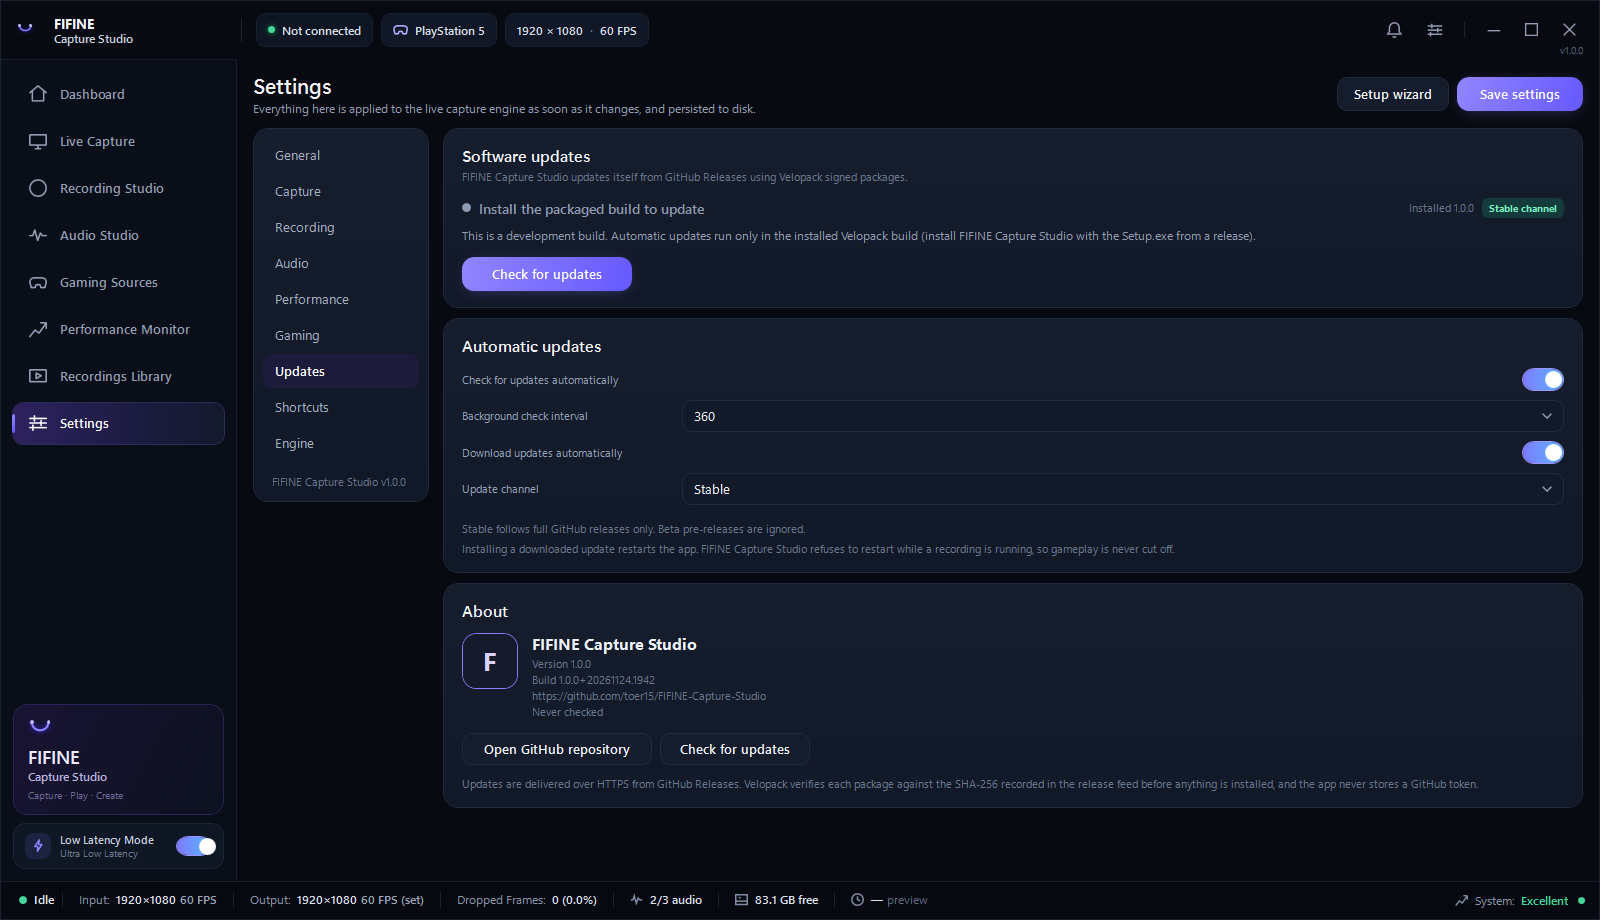 FIFINE
Capture Studio
Not connected
PlayStation 5
1920 × 1080 · 60 FPS
v1.0.0
Dashboard
Live Capture
Recording Studio
Audio Studio
Gaming Sources
Performance Monitor
Recordings Library
Settings
FIFINE
Capture Studio
Capture · Play · Create
Low Latency Mode
Ultra Low Latency
Settings
Everything here is applied to the live capture engine as soon as it changes, and persisted to disk.
Setup wizard
Save settings
General
Capture
Recording
Audio
Performance
Gaming
Updates
Shortcuts
Engine
FIFINE Capture Studio v1.0.0
Software updates
FIFINE Capture Studio updates itself from GitHub Releases using Velopack signed packages.
Install the packaged build to update
Installed 1.0.0
Stable channel
This is a development build. Automatic updates run only in the installed Velopack build (install FIFINE Capture Studio with the Setup.exe from a release).
Check for updates
Automatic updates
Check for updates automatically
Background check interval
360
Download updates automatically
Update channel
Stable
Stable follows full GitHub releases only. Beta pre-releases are ignored.
Installing a downloaded update restarts the app. FIFINE Capture Studio refuses to restart while a recording is running, so gameplay is never cut off.
About
F
FIFINE Capture Studio
Version 1.0.0
Build 1.0.0+20261124.1942
https://github.com/toer15/FIFINE-Capture-Studio
Never checked
Open GitHub repository
Check for updates
Updates are delivered over HTTPS from GitHub Releases. Velopack verifies each package against the SHA-256 recorded in the release feed before anything is installed, and the app never stores a GitHub token.
Idle
Input: 1920×1080 60 FPS
Output: 1920×1080 60 FPS (set)
Dropped Frames: 0 (0.0%)
2/3 audio
83.1 GB free
— preview
System: Excellent